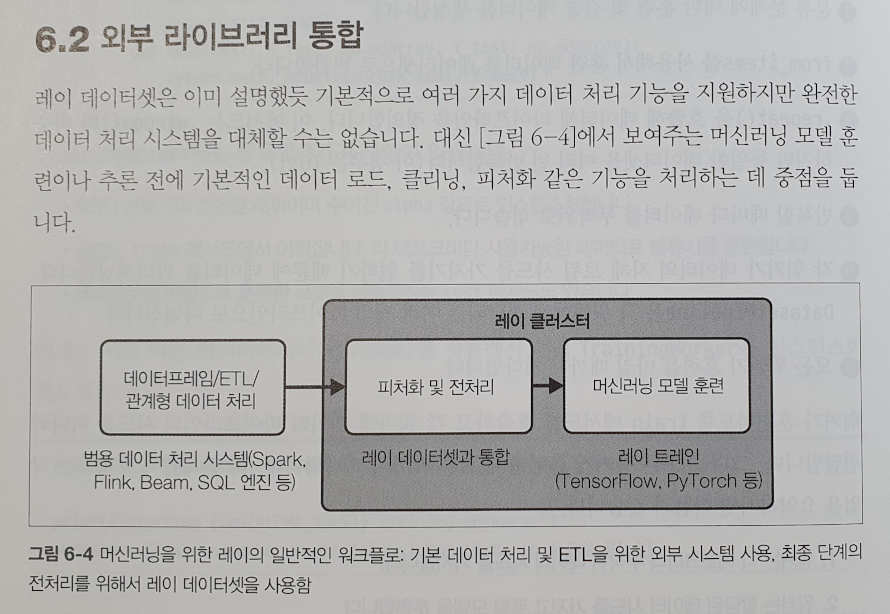 6.2 외부 라이브러리 통합
레이 데이터셋은 이미 설명했듯 기본적으로 여러 가지 데이터 처리 기능을 지원하지만 완전한
데이터 처리 시스템을 대체할 수는 없습니다. 대신 [그림 6-4]에서 보여주는 머신러닝 모델 훈
련이나 추론 전에 기본적인 데이터 로드, 클리닝, 피처화 같은 기능을 처리하는 데 중점을 둡
니다.
레이 클러스터
데이터프레임/ETL/
관계형 데이터 처리
피처화 및 전처리
머신러닝 모델 훈련
범용 데이터 처리 시스템(Spark,
Flink, Beam, SQL 엔진 등)
레이 데이터셋과 통합
레이 트레인
(TensorFlow, PyTorch 등)
그림 6-4 머신러닝을 위한 레이의 일반적인 워크플로: 기본 데이터 처리 및 ETL을 위한 외부 시스템 사용, 최종 단계의
전처리를 위해서 레이 데이터셋을 사용함